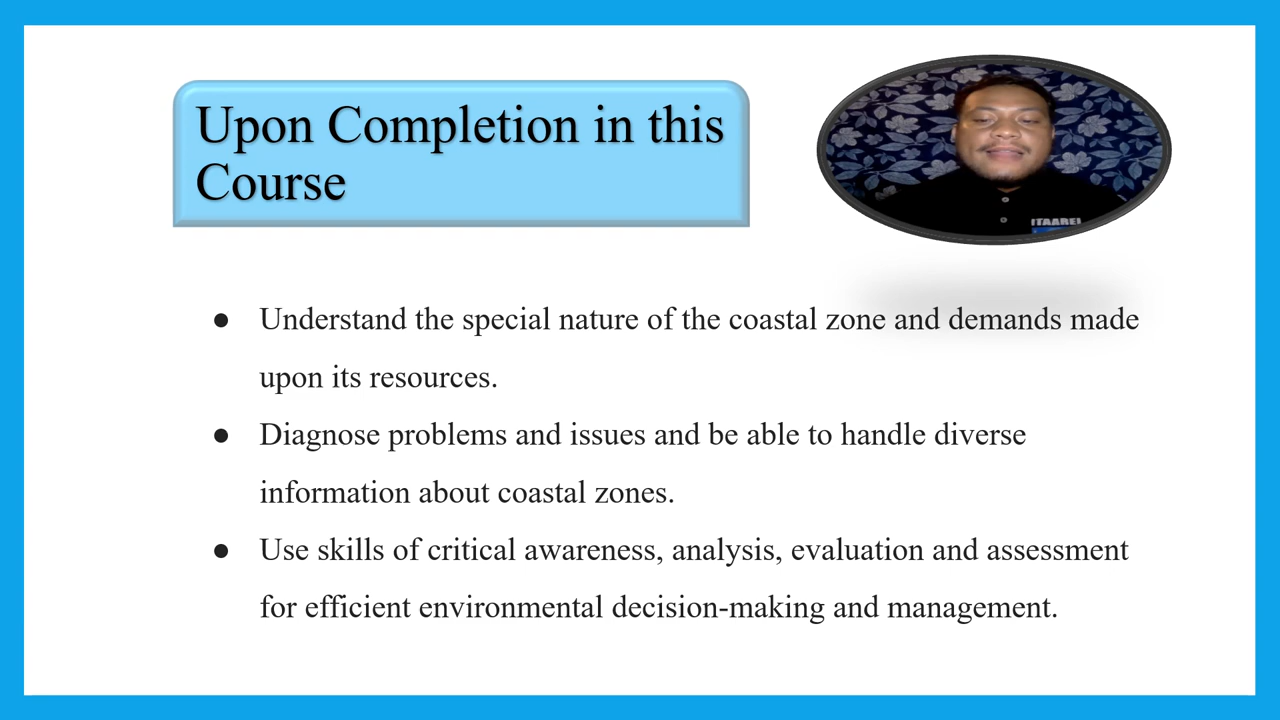 Upon Completion in this
Course
● Understand the special nature of the coastal zone and demands made
upon its resources.
● Diagnose problems and issues and be able to handle diverse
information about coastal zones.
● Use skills of critical awareness, analysis, evaluation and assessment
for efficient environmental decision-making and management.